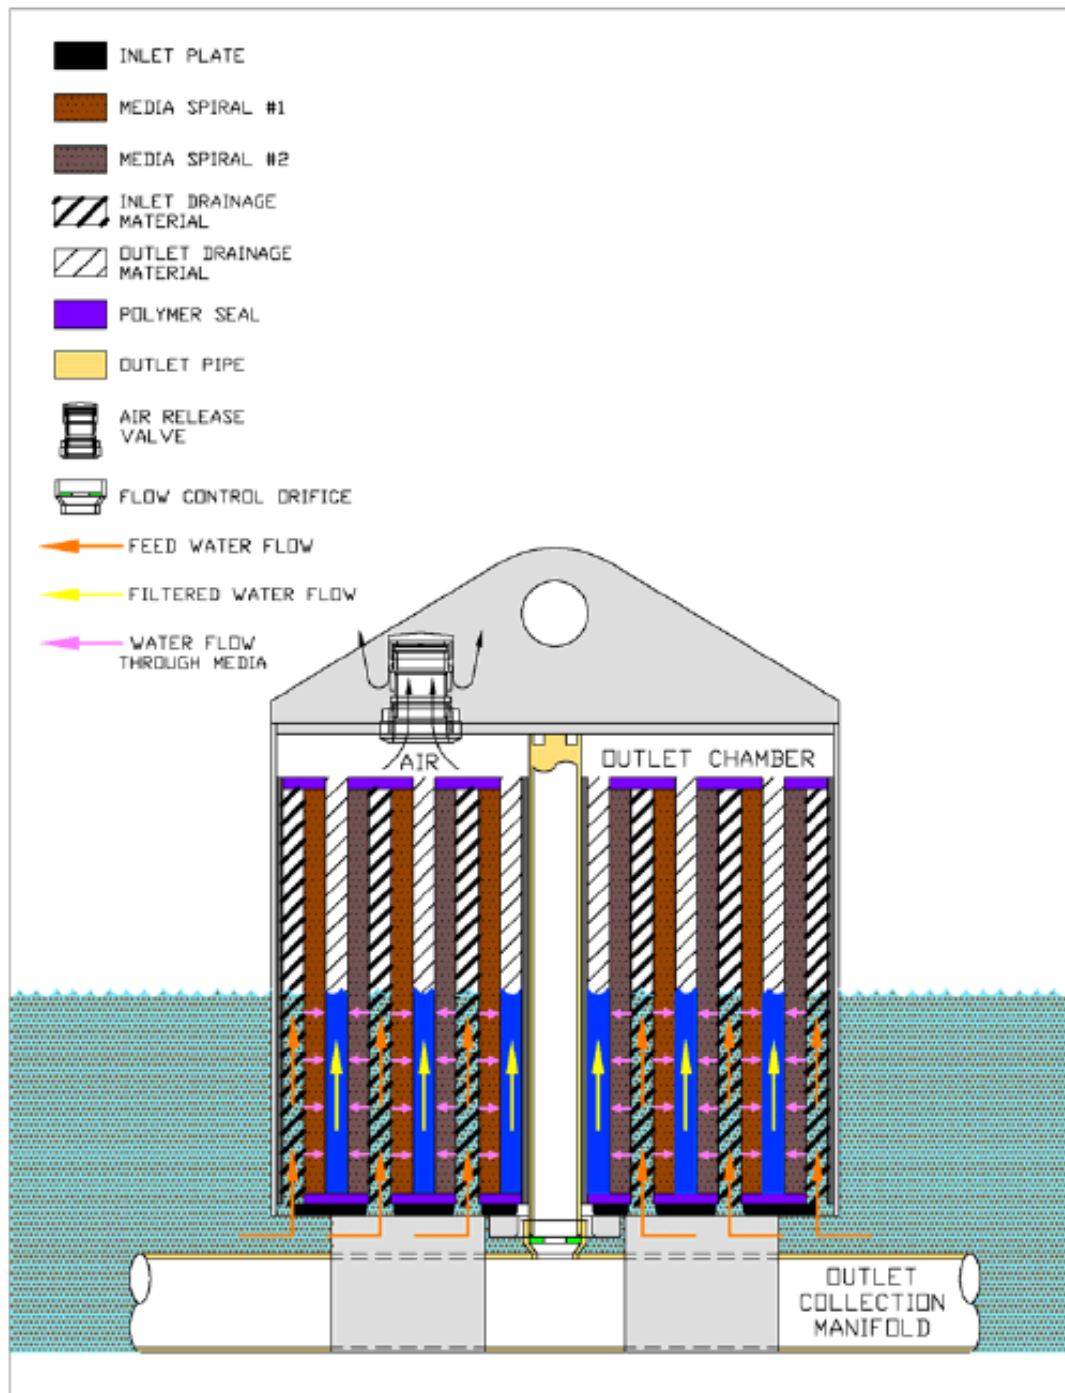 INLET PLATE
MEDIA SPIRAL #1
MEDIA SPIRAL #2
INLET DRAINAGE
MATERIAL
OUTLET DRAINAGE
MATERIAL
POLYMER SEAL
OUTLET PIPE
AIR RELEASE
VALVE
FLOW CONTROL ORIFICE
FEED WATER FLOW
FILTERED WATER FLOW
WATER FLOW
THROUGH MEDIA
AIR
OUTLET CHAMBER
OUTLET
COLLECTION
MANIFOLD